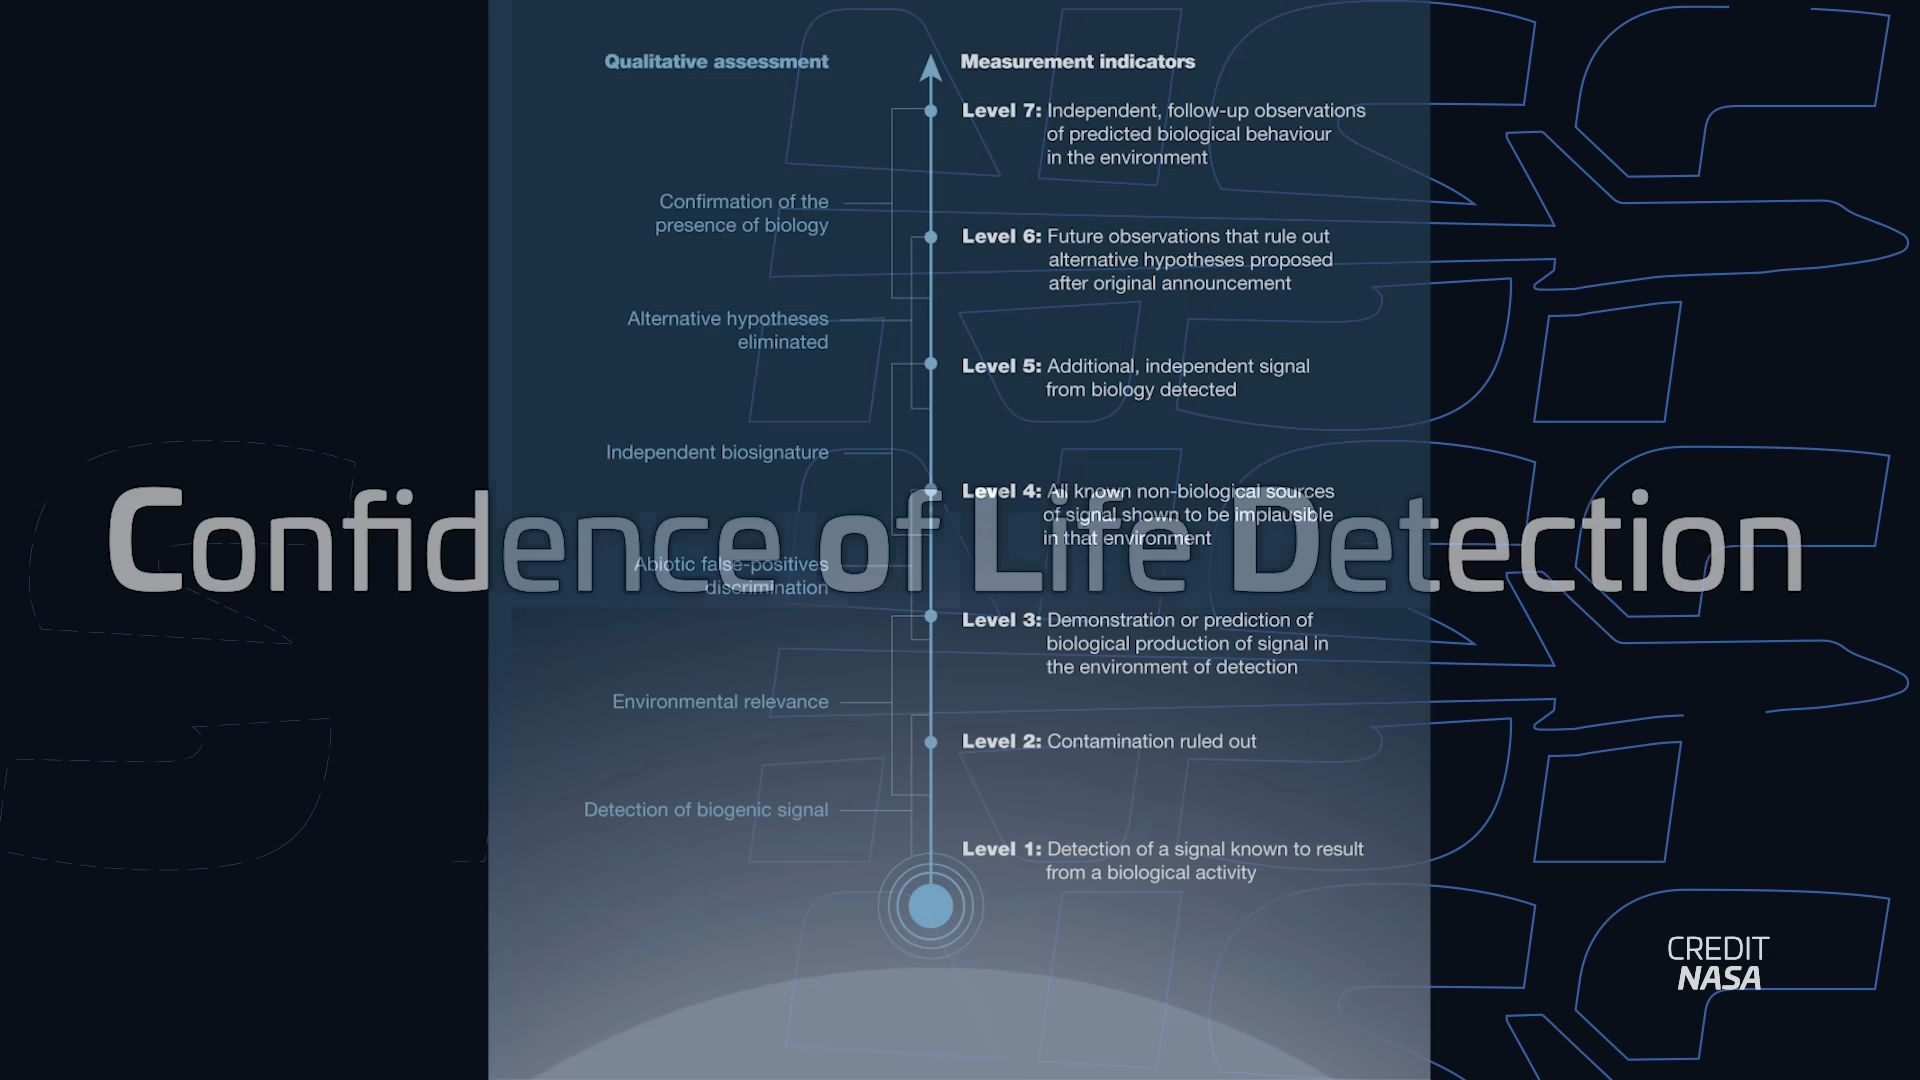 Qualitative assessment
Measurement indicators
Level 7: Independent, follow-up observations
of predicted biological behaviour
in the environment
Confirmation of the
presence of biology
Level 6: Future observations that rule out
alternative hypotheses proposed
after original announcement
Alternative hypotheses
eliminated
Level 5: Additional, independent signal
from biology detected
Independent biosignature
Level 4: All known non-biological sources
of signal shown to be implausible
in that environment
Confidence of Life Detection
Abiotic false-positives
discrimination
Level 3: Demonstration or prediction of
biological production of signal in
the environment of detection
Environmental relevance
Level 2: Contamination ruled out
Detection of biogenic signal
Level 1: Detection of a signal known to result
from a biological activity
CREDIT
NASA